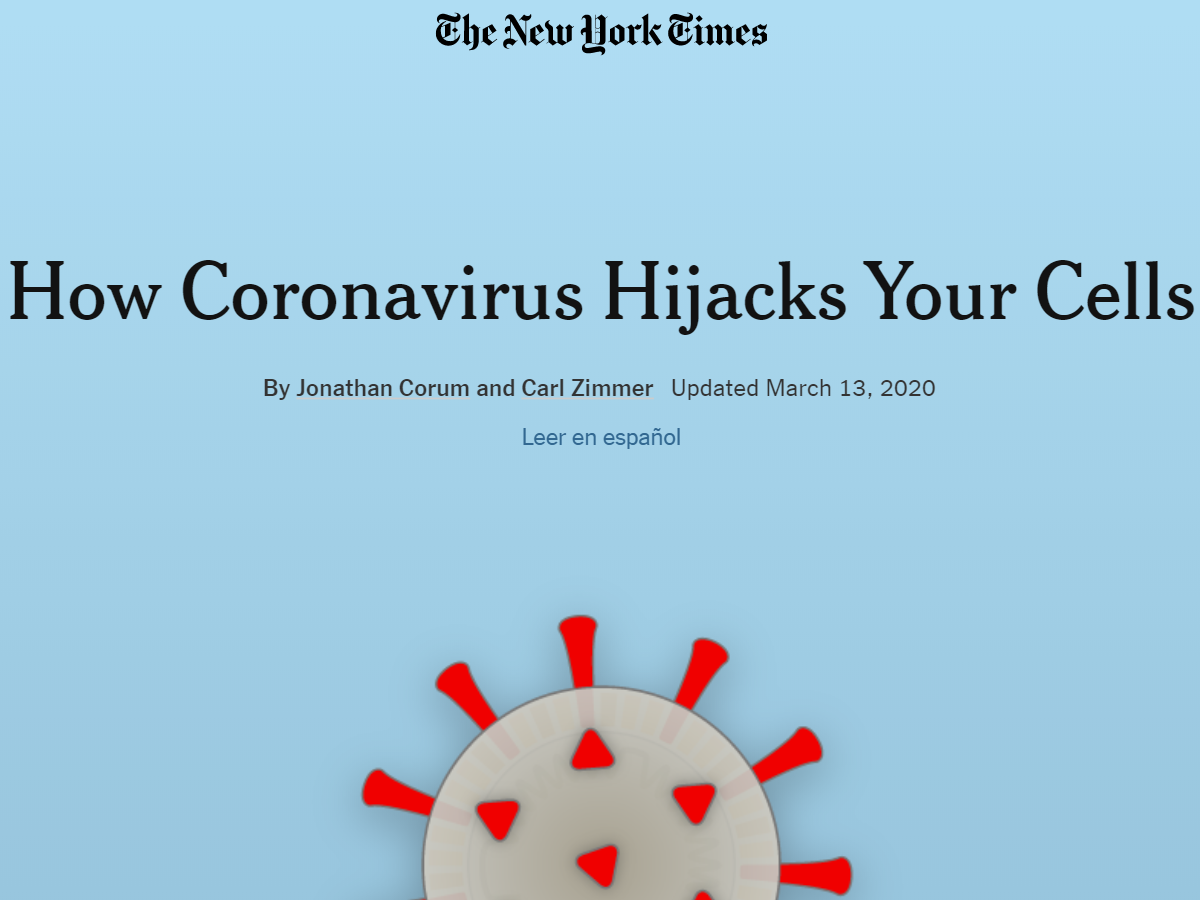 The New York Times
How Coronavirus Hijacks Your Cells
By Jonathan Corum and Carl Zimmer Updated March 13, 2020
Leer en español